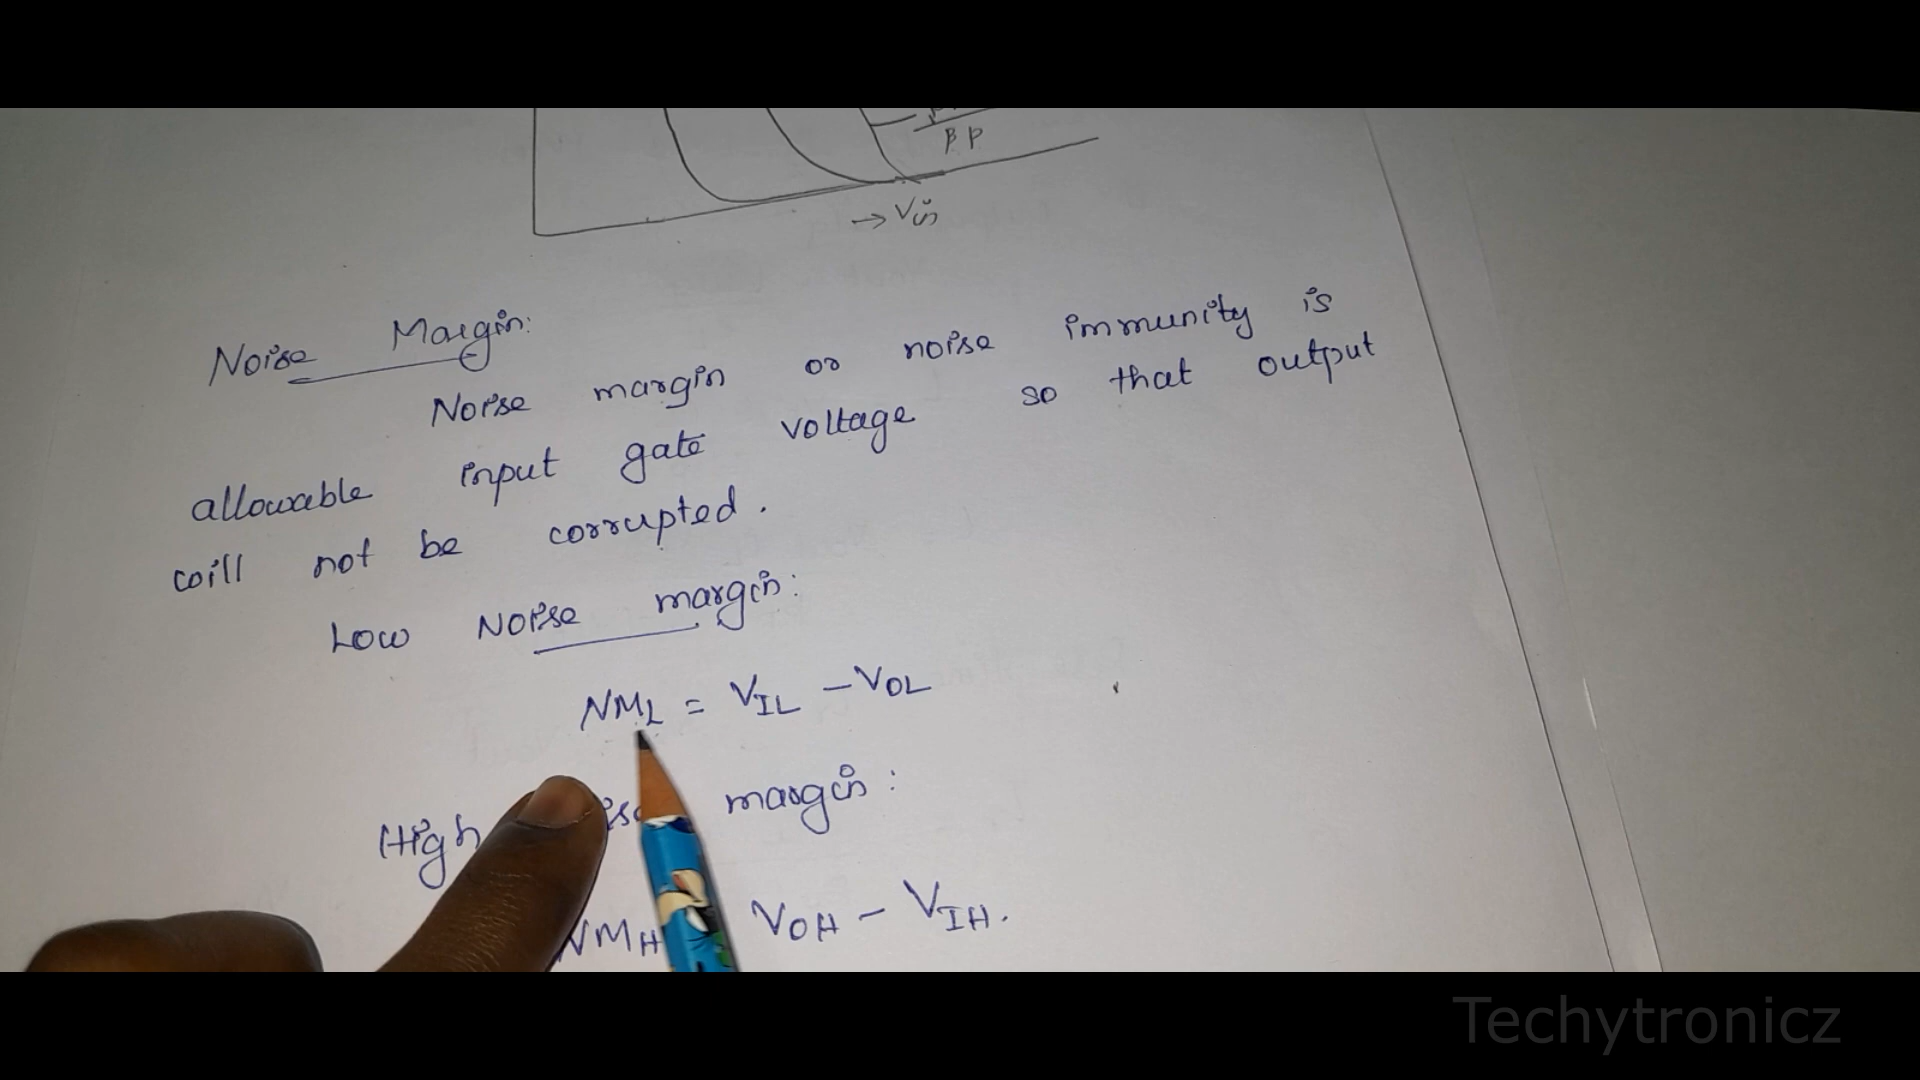 βP
→ Vin
Noise Margin:
Noise margin or noise immunity is
allowable input gate voltage so that output
will not be corrupted.
Low Noise margin:
NML = VIL - VOL
High margin:
NMH VOH - VIH.
Techytronicz